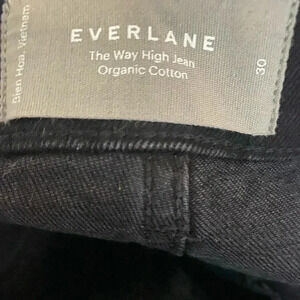 EVERLANE
The Way High Jean
Organic Cotton
Bien Hoa, Vietnam
30